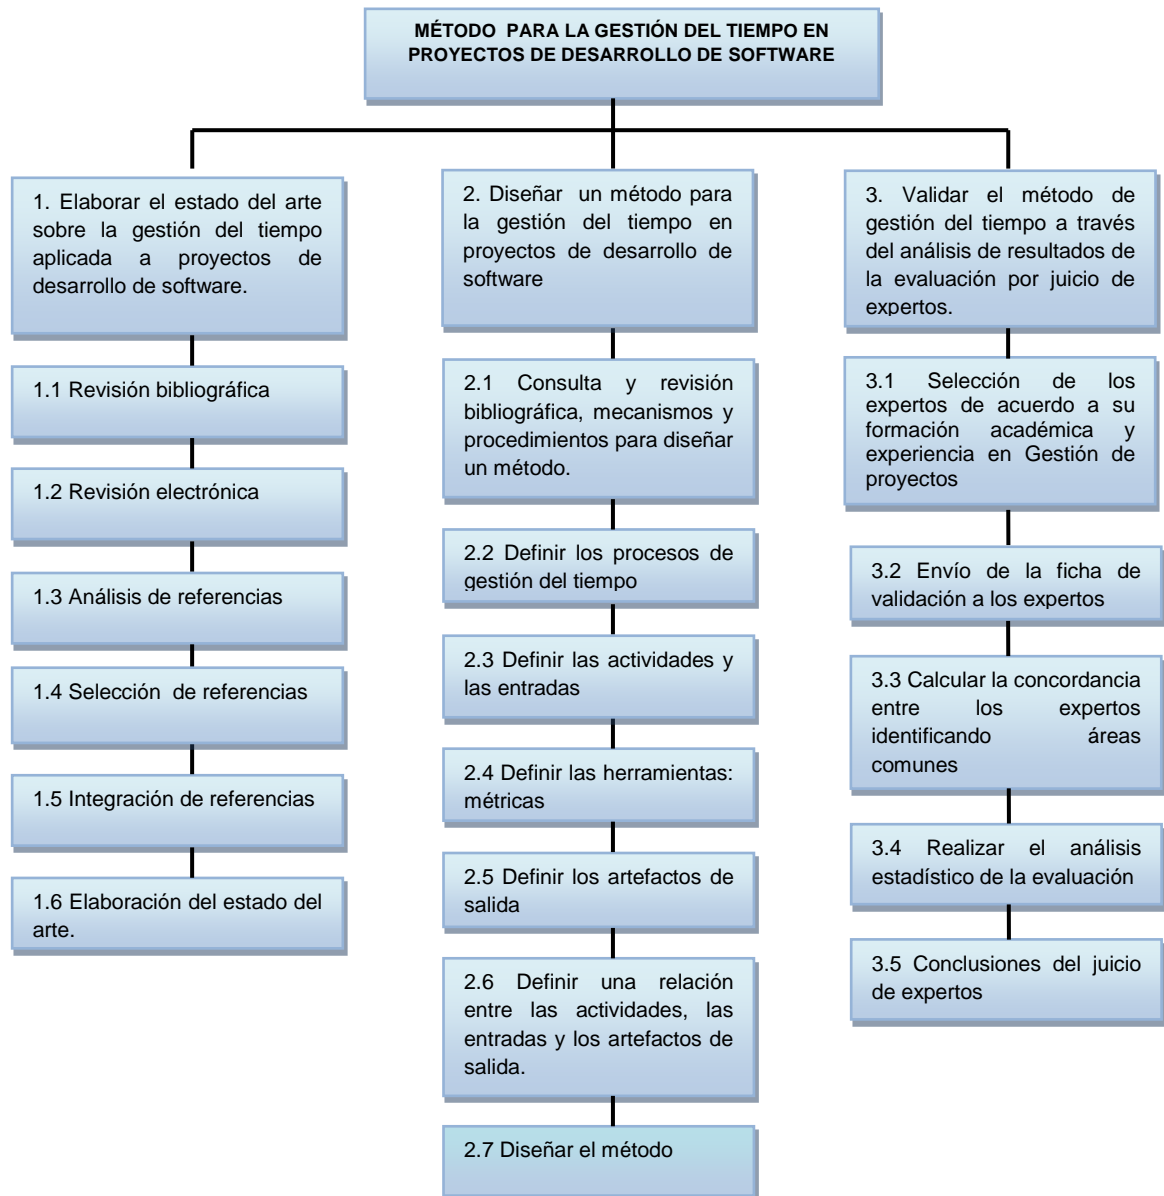 MÉTODO PARA LA GESTIÓN DEL TIEMPO EN
PROYECTOS DE DESARROLLO DE SOFTWARE
1. Elaborar el estado del arte
sobre la gestión del tiempo
aplicada a proyectos de
desarrollo de software.
1.1 Revisión bibliográfica
1.2 Revisión electrónica
1.3 Análisis de referencias
1.4 Selección de referencias
1.5 Integración de referencias
1.6 Elaboración del estado del
arte.
2. Diseñar un método para
la gestión del tiempo en
proyectos de desarrollo de
software
2.1 Consulta y revisión
bibliográfica, mecanismos y
procedimientos para diseñar
un método.
2.2 Definir los procesos de
gestión del tiempo
2.3 Definir las actividades y
las entradas
2.4 Definir las herramientas:
métricas
2.5 Definir los artefactos de
salida
2.6 Definir una relación
entre las actividades, las
entradas y los artefactos de
salida.
2.7 Diseñar el método
3. Validar el método de
gestión del tiempo a través
del análisis de resultados de
la evaluación por juicio de
expertos.
3.1 Selección de los
expertos de acuerdo a su
formación académica y
experiencia en Gestión de
proyectos
3.2 Envío de la ficha de
validación a los expertos
3.3 Calcular la concordancia
entre los expertos
identificando áreas
comunes
3.4 Realizar el análisis
estadístico de la evaluación
3.5 Conclusiones del juicio
de expertos